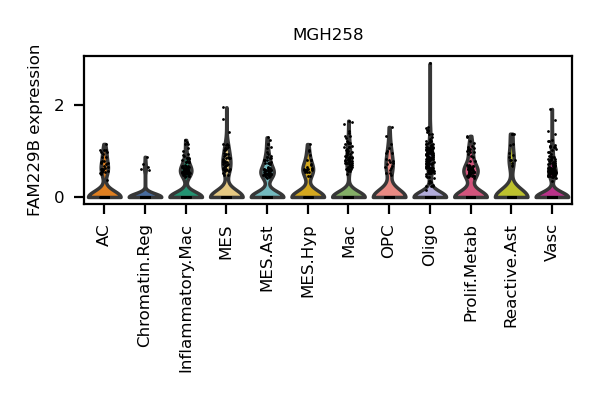 MGH258
FAM229B expression
2
0
AC
Chromatin.Reg
Inflammatory.Mac
MES
MES.Ast
MES.Hyp
Mac
OPC
Oligo
Prolif.Metab
Reactive.Ast
Vasc